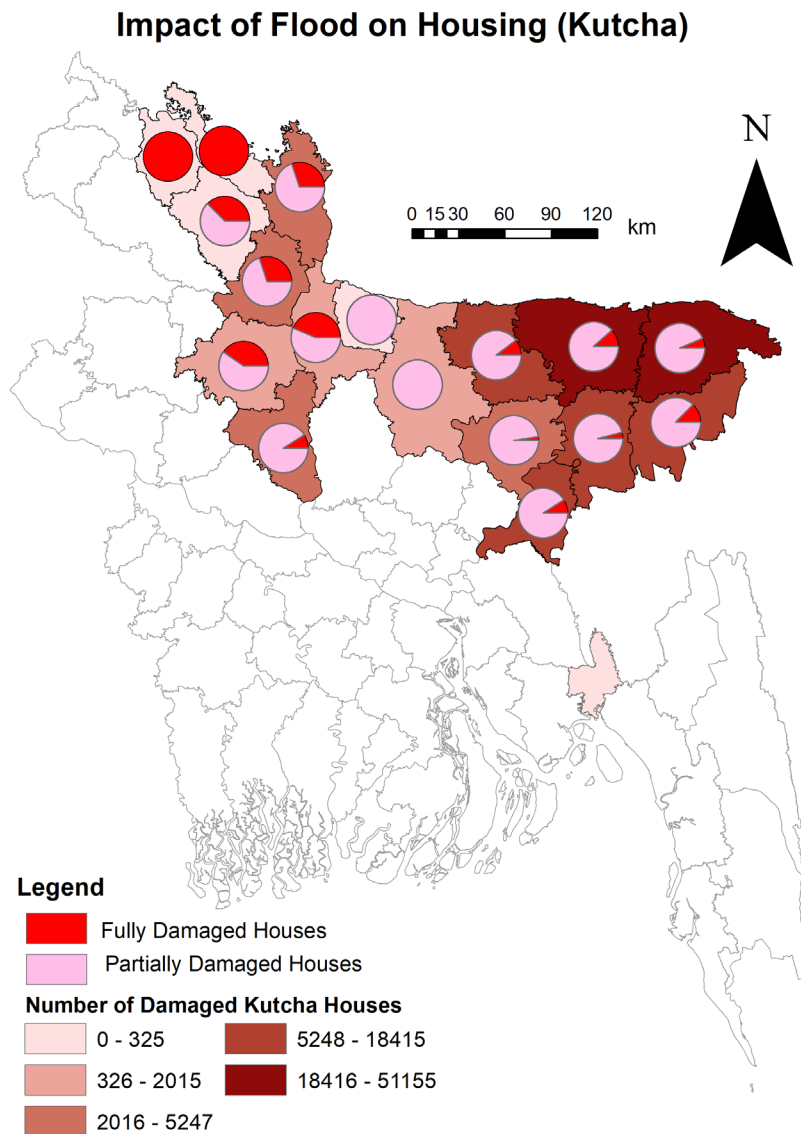 Impact of Flood on Housing (Kutcha)
N
0 15 30 60 90 120
km
Legend
Fully Damaged Houses
Partially Damaged Houses
Number of Damaged Kutcha Houses
0 - 325
5248 - 18415
326 - 2015
18416 - 51155
2016 - 5247